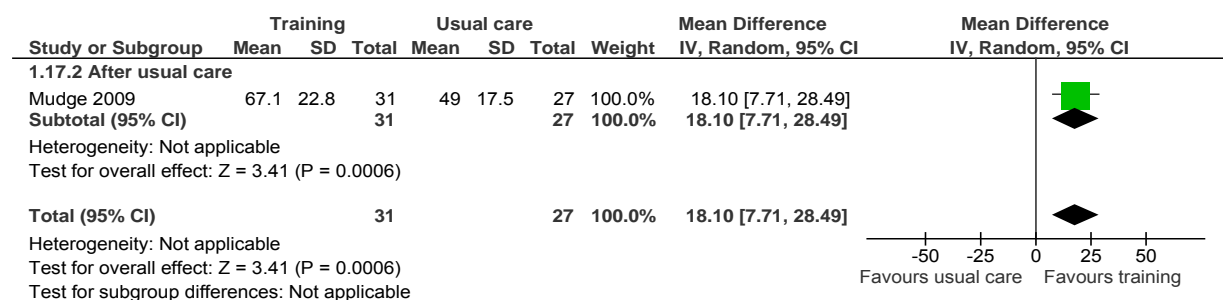 Training Usual care Mean Difference Mean Difference
Study or Subgroup Mean SD Total Mean SD Total Weight IV, Random, 95% CI IV, Random, 95% CI
1.17.2 After usual care
Mudge 2009 67.1 22.8 31 49 17.5 27 100.0% 18.10 [7.71, 28.49]
Subtotal (95% CI) 31 27 100.0% 18.10 [7.71, 28.49]
Heterogeneity: Not applicable
Test for overall effect: Z = 3.41 (P = 0.0006)
Total (95% CI) 31 27 100.0% 18.10 [7.71, 28.49]
Heterogeneity: Not applicable
Test for overall effect: Z = 3.41 (P = 0.0006)
Test for subgroup differences: Not applicable
-50 -25 0 25 50
Favours usual care Favours training